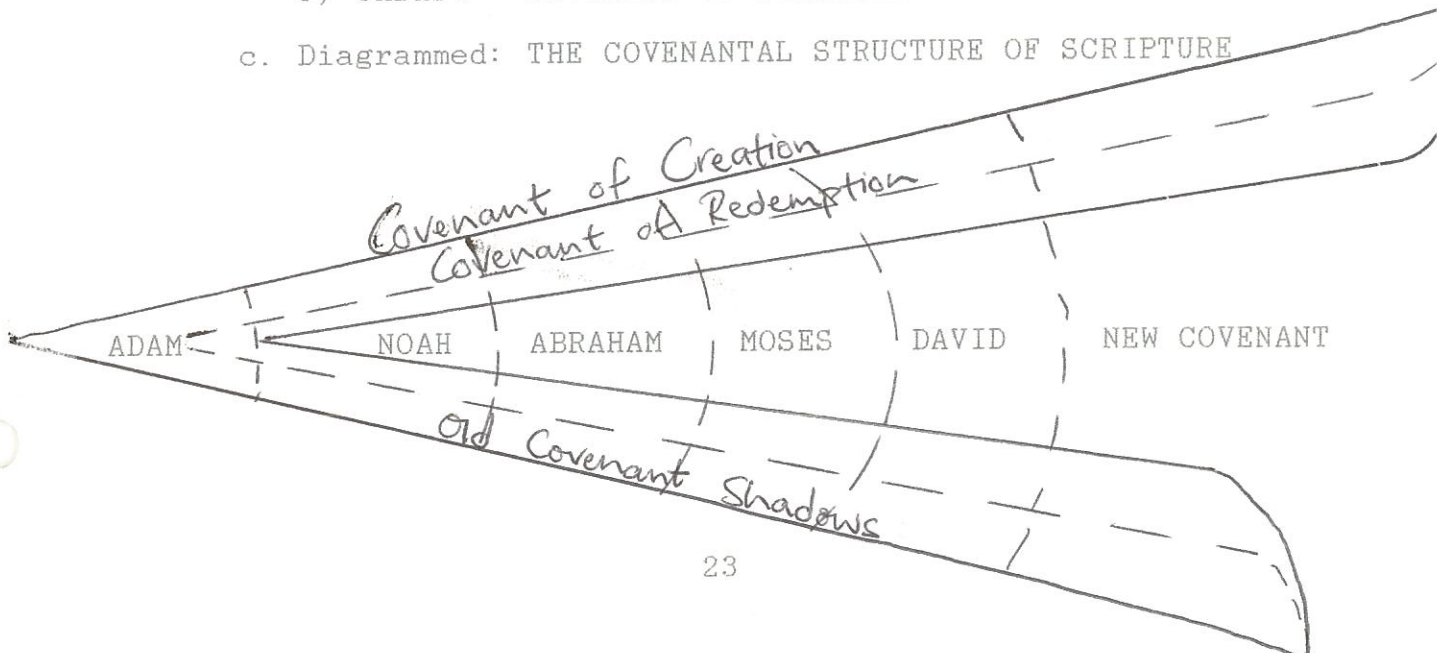 c. Diagrammed: THE COVENANTAL STRUCTURE OF SCRIPTURE
Covenant of Creation
Covenant of Redemption
ADAM NOAH ABRAHAM MOSES DAVID NEW COVENANT
Old Covenant Shadows
23